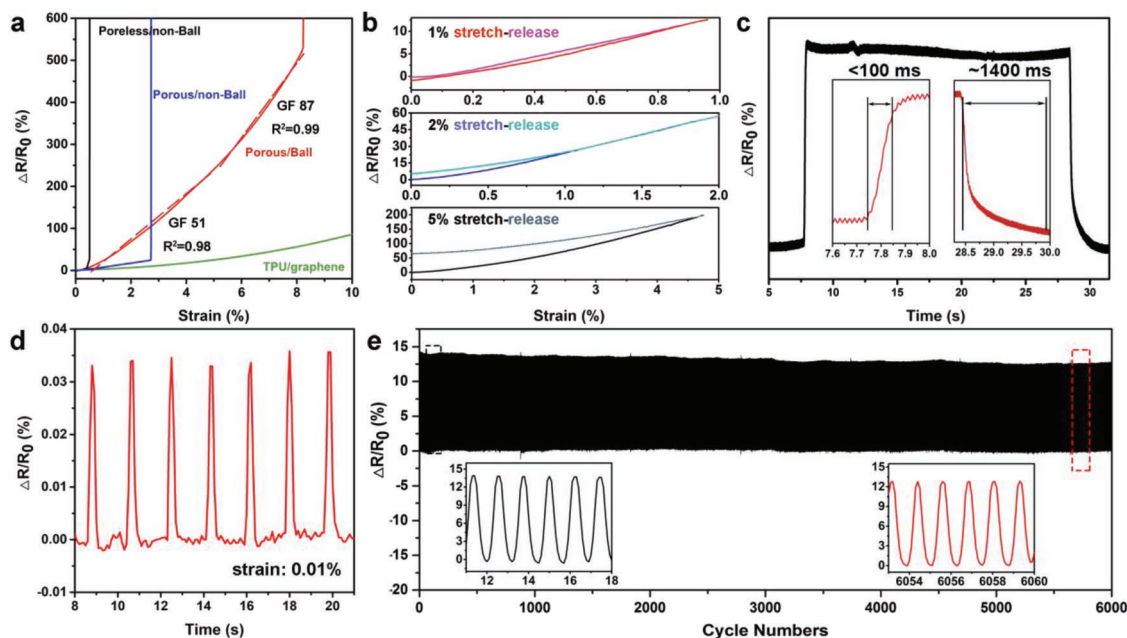 a
Poreless/non-Ball
Porous/non-Ball
GF 87
R²=0.99
Porous/Ball
GF 51
R²=0.98
TPU/graphene
△R/R₀ (%)
600
500
400
300
200
100
0
0 2 4 6 8 10
Strain (%)
b
1% stretch-release
10
5
0
0.0 0.2 0.4 0.6 0.8 1.0
2% stretch-release
60
45
30
15
0
0.0 0.5 1.0 1.5 2.0
△R/R₀ (%)
5% stretch-release
200
150
100
50
0
0 1 2 3 4 5
Strain (%)
c
△R/R₀ (%)
<100 ms
~1400 ms
7.6 7.7 7.8 7.9 8.0
28.5 29.0 29.5 30.0
5 10 15 20 25 30
Time (s)
d
△R/R₀ (%)
0.04
0.03
0.02
0.01
0.00
-0.01
strain: 0.01%
8 10 12 14 16 18 20
Time (s)
e
△R/R₀ (%)
15
10
5
0
-5
-10
-15
-20
15
12
9
6
3
0
12 14 16 18
15
12
9
6
3
0
6054 6056 6058 6060
0 1000 2000 3000 4000 5000 6000
Cycle Numbers